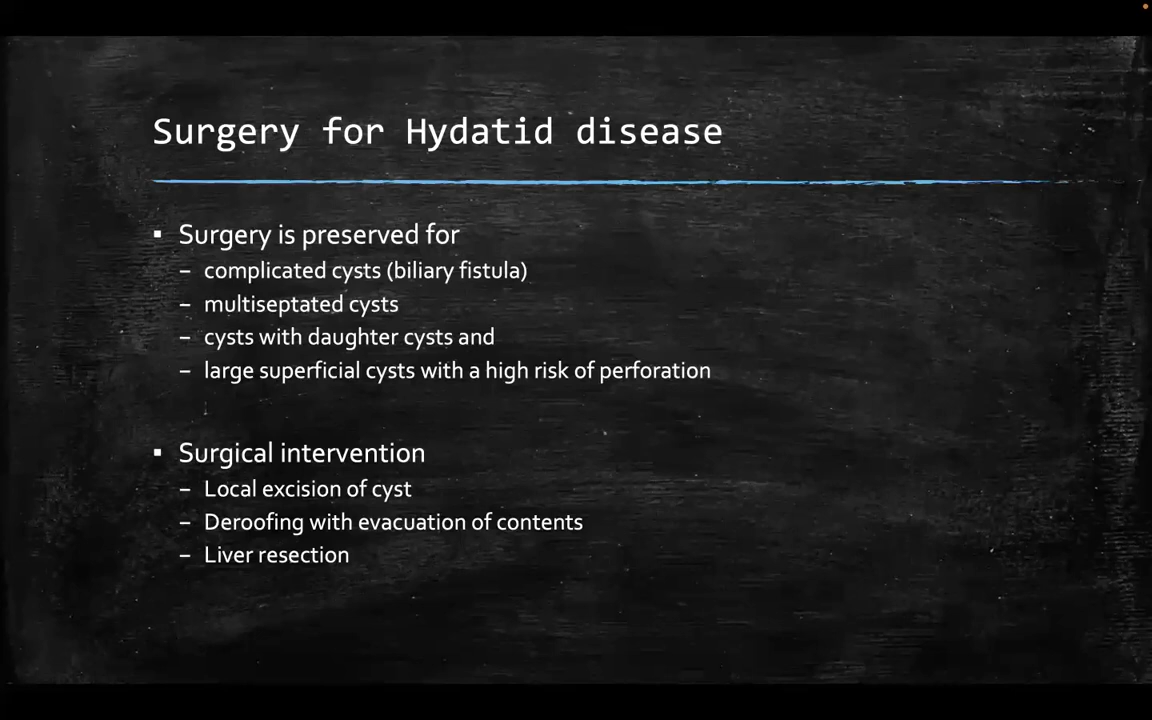 Surgery for Hydatid disease
▪ Surgery is preserved for
– complicated cysts (biliary fistula)
– multiseptated cysts
– cysts with daughter cysts and
– large superficial cysts with a high risk of perforation
▪ Surgical intervention
– Local excision of cyst
– Deroofing with evacuation of contents
– Liver resection